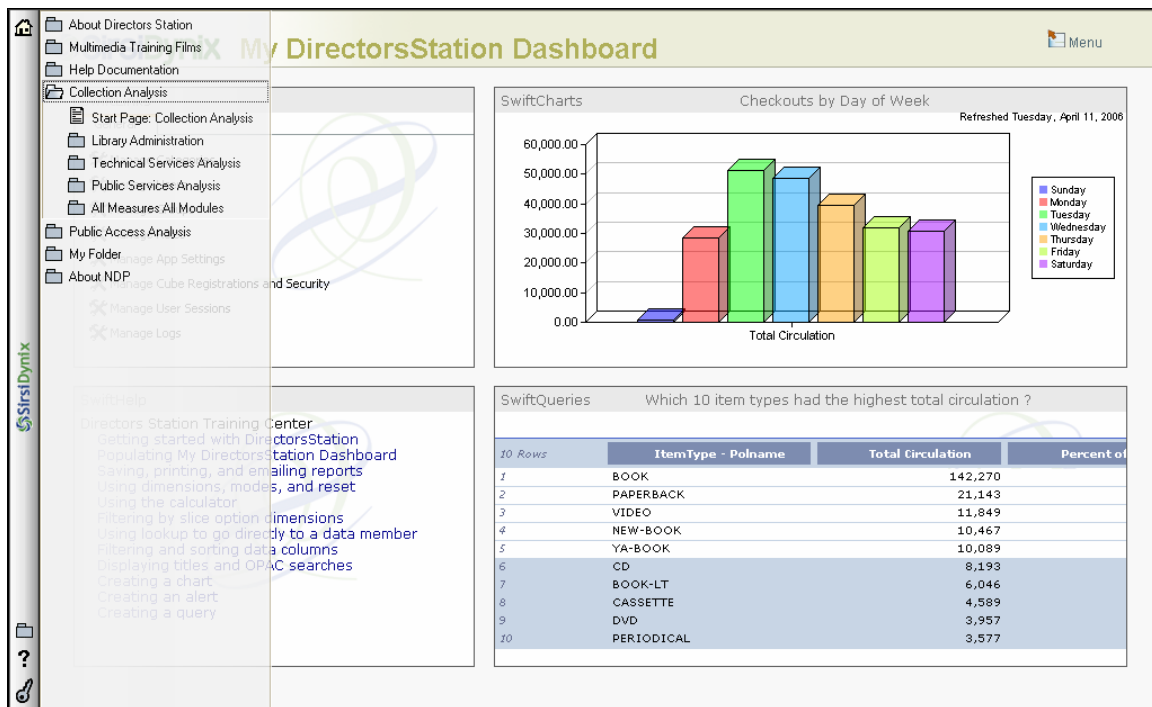 About Directors Station
Multimedia Training Films
Help Documentation
Collection Analysis
Start Page: Collection Analysis
Library Administration
Technical Services Analysis
Public Services Analysis
All Measures All Modules
Public Access Analysis
My Folder
About NDP
SirsiDynix My DirectorsStation Dashboard
Menu
Manage App Settings
Manage Cube Registrations and Security
Manage User Sessions
Manage Logs
SirsiDynix
SwiftCharts Checkouts by Day of Week
Refreshed Tuesday, April 11, 2006
60,000.00
50,000.00
40,000.00
30,000.00
20,000.00
10,000.00
0.00
Total Circulation
Sunday
Monday
Tuesday
Wednesday
Thursday
Friday
Saturday
SwiftHelp
Directors Station Training Center
Getting started with DirectorsStation
Populating My DirectorsStation Dashboard
Saving, printing, and emailing reports
Using dimensions, modes, and reset
Using the calculator
Filtering by slice option dimensions
Using lookup to go directly to a data member
Filtering and sorting data columns
Displaying titles and OPAC searches
Creating a chart
Creating an alert
Creating a query
SwiftQueries Which 10 item types had the highest total circulation ?
10 Rows ItemType - Polname Total Circulation Percent of
1 BOOK 142,270
2 PAPERBACK 21,143
3 VIDEO 11,849
4 NEW-BOOK 10,467
5 YA-BOOK 10,089
6 CD 8,193
7 BOOK-LT 6,046
8 CASSETTE 4,589
9 DVD 3,957
10 PERIODICAL 3,577
?